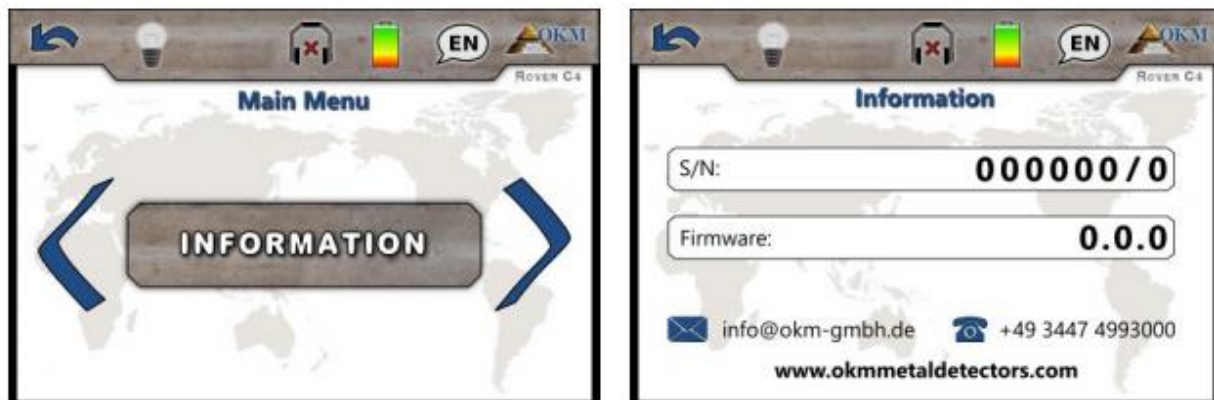 EN
OKM
ROVER C4
Main Menu
INFORMATION
EN
OKM
ROVER C4
Information
S/N: 000000/0
Firmware: 0.0.0
info@okm-gmbh.de +49 3447 4993000
www.okmmetaldetectors.com